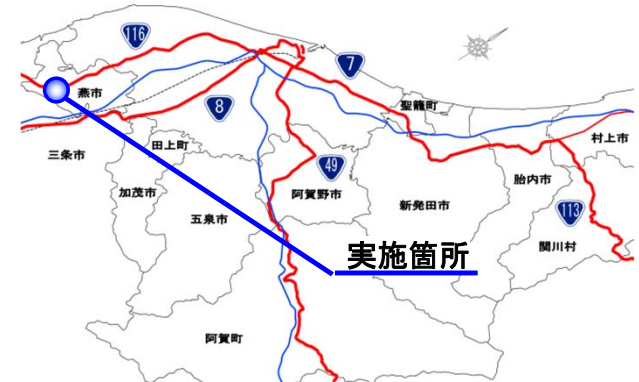 116
7
燕市
8
聖籠町
村上市
三条市
田上町
49
胎内市
加茂市
阿賀野市
新発田市
113
五泉市
関川村
実施箇所
阿賀町